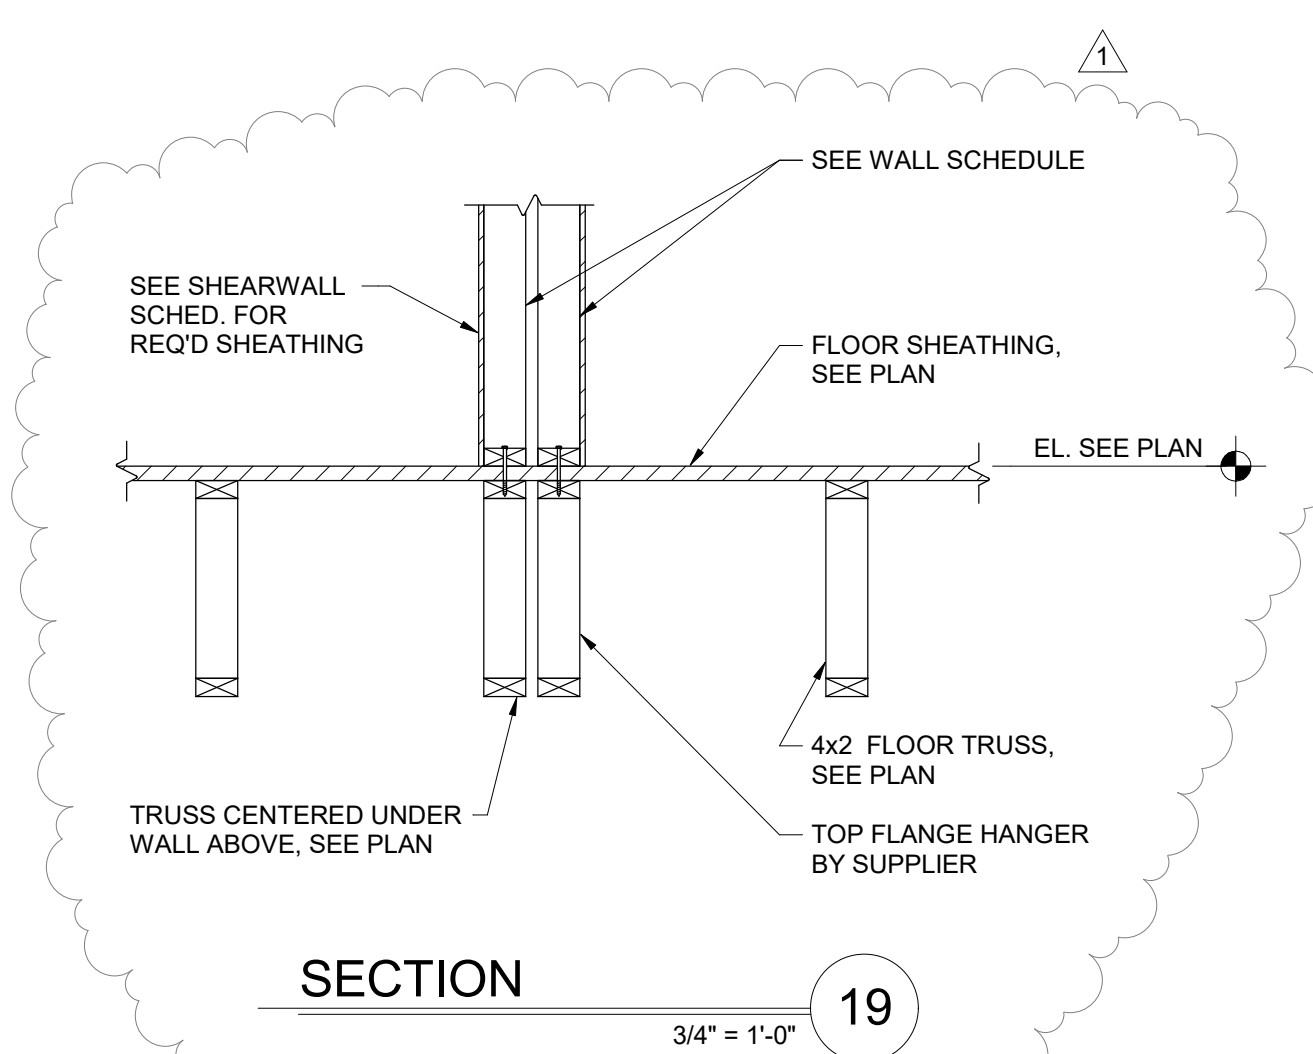 1
SEE WALL SCHEDULE
SEE SHEARWALL
SCHED. FOR
REQ'D SHEATHING
FLOOR SHEATHING,
SEE PLAN
EL. SEE PLAN
4x2 FLOOR TRUSS,
SEE PLAN
TRUSS CENTERED UNDER
WALL ABOVE, SEE PLAN
TOP FLANGE HANGER
BY SUPPLIER
SECTION
19
3/4" = 1'-0"